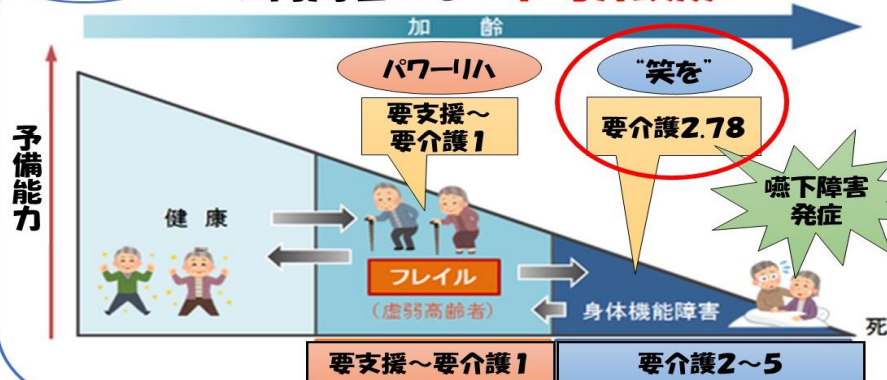 加 齢
パワーリハ
“笑を”
要支援～
要介護1
要介護2.78
予備能力
嚥下障害
発症
健 康
フレイル
(虚弱高齢者)
身体機能障害
死
要支援～要介護1
要介護2～5